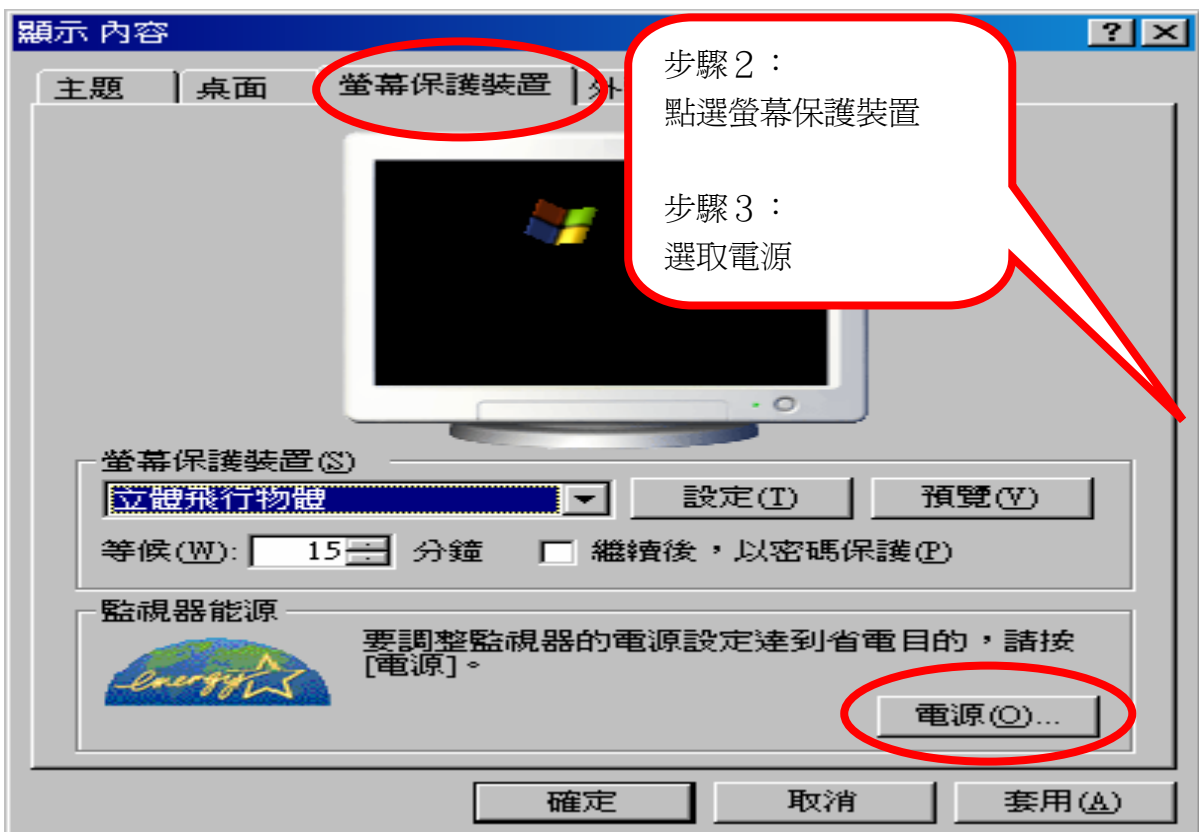 顯示 內容
主題
桌面
螢幕保護裝置
外
步驟２：
點選螢幕保護裝置
步驟３：
選取電源
螢幕保護裝置(S)
立體飛行物體
設定(T)
預覽(V)
等候(W): 15 分鐘
繼續後，以密碼保護(P)
監視器能源
要調整監視器的電源設定達到省電目的，請按
[電源]。
energy
電源(O)...
確定
取消
套用(A)